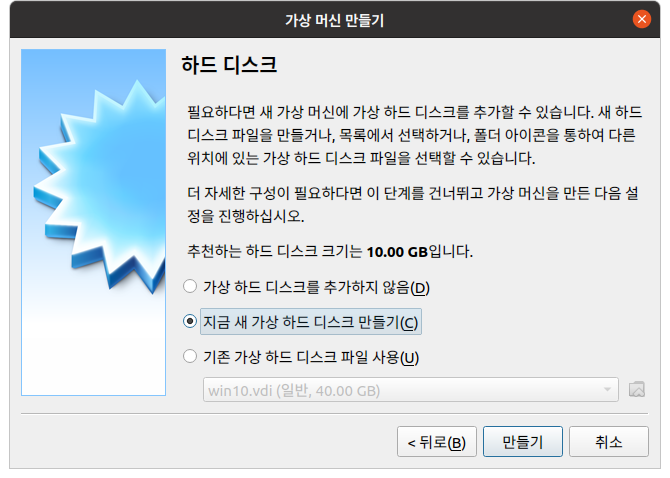 가상 머신 만들기
하드 디스크
필요하다면 새 가상 머신에 가상 하드 디스크를 추가할 수 있습니다. 새 하드
디스크 파일을 만들거나, 목록에서 선택하거나, 폴더 아이콘을 통하여 다른
위치에 있는 가상 하드 디스크 파일을 선택할 수 있습니다.
더 자세한 구성이 필요하다면 이 단계를 건너뛰고 가상 머신을 만든 다음 설
정을 진행하십시오.
추천하는 하드 디스크 크기는 10.00 GB입니다.
가상 하드 디스크를 추가하지 않음(D)
지금 새 가상 하드 디스크 만들기(C)
기존 가상 하드 디스크 파일 사용(U)
win10.vdi (일반, 40.00 GB)
< 뒤로(B) 만들기 취소